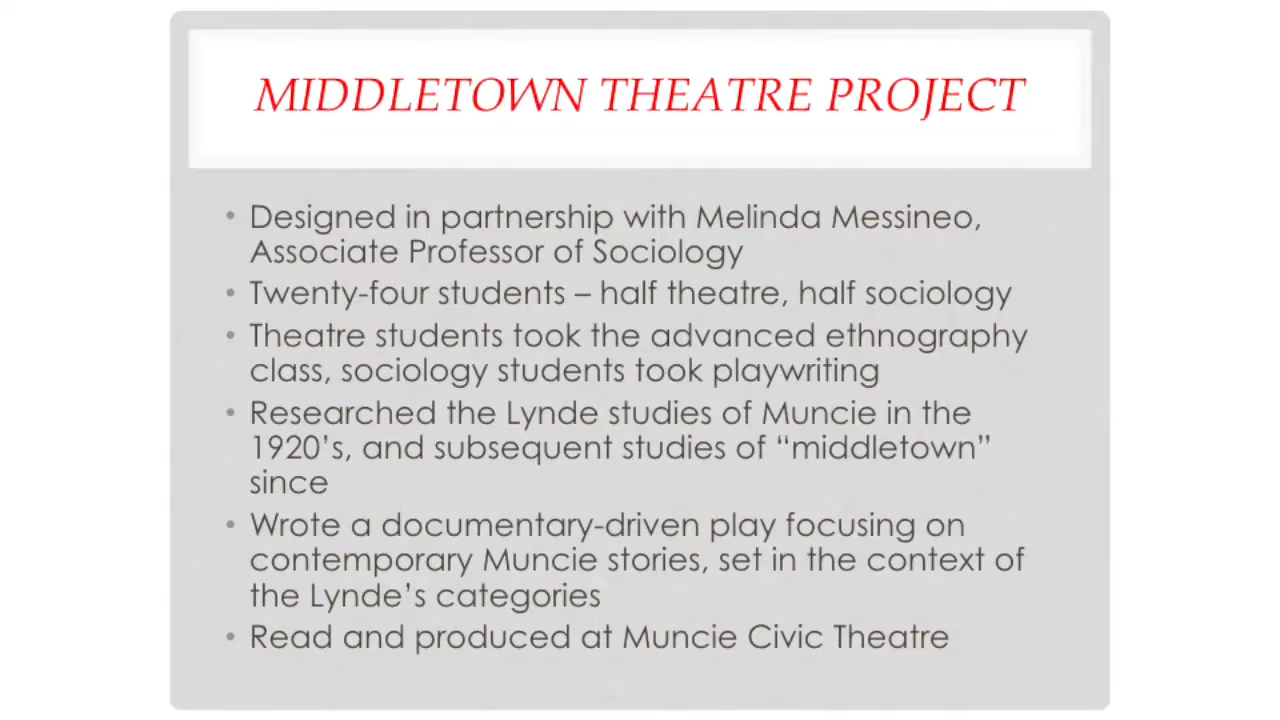 MIDDLETOWN THEATRE PROJECT
• Designed in partnership with Melinda Messineo,
Associate Professor of Sociology
• Twenty-four students – half theatre, half sociology
• Theatre students took the advanced ethnography
class, sociology students took playwriting
• Researched the Lynde studies of Muncie in the
1920’s, and subsequent studies of “middletown”
since
• Wrote a documentary-driven play focusing on
contemporary Muncie stories, set in the context of
the Lynde’s categories
• Read and produced at Muncie Civic Theatre